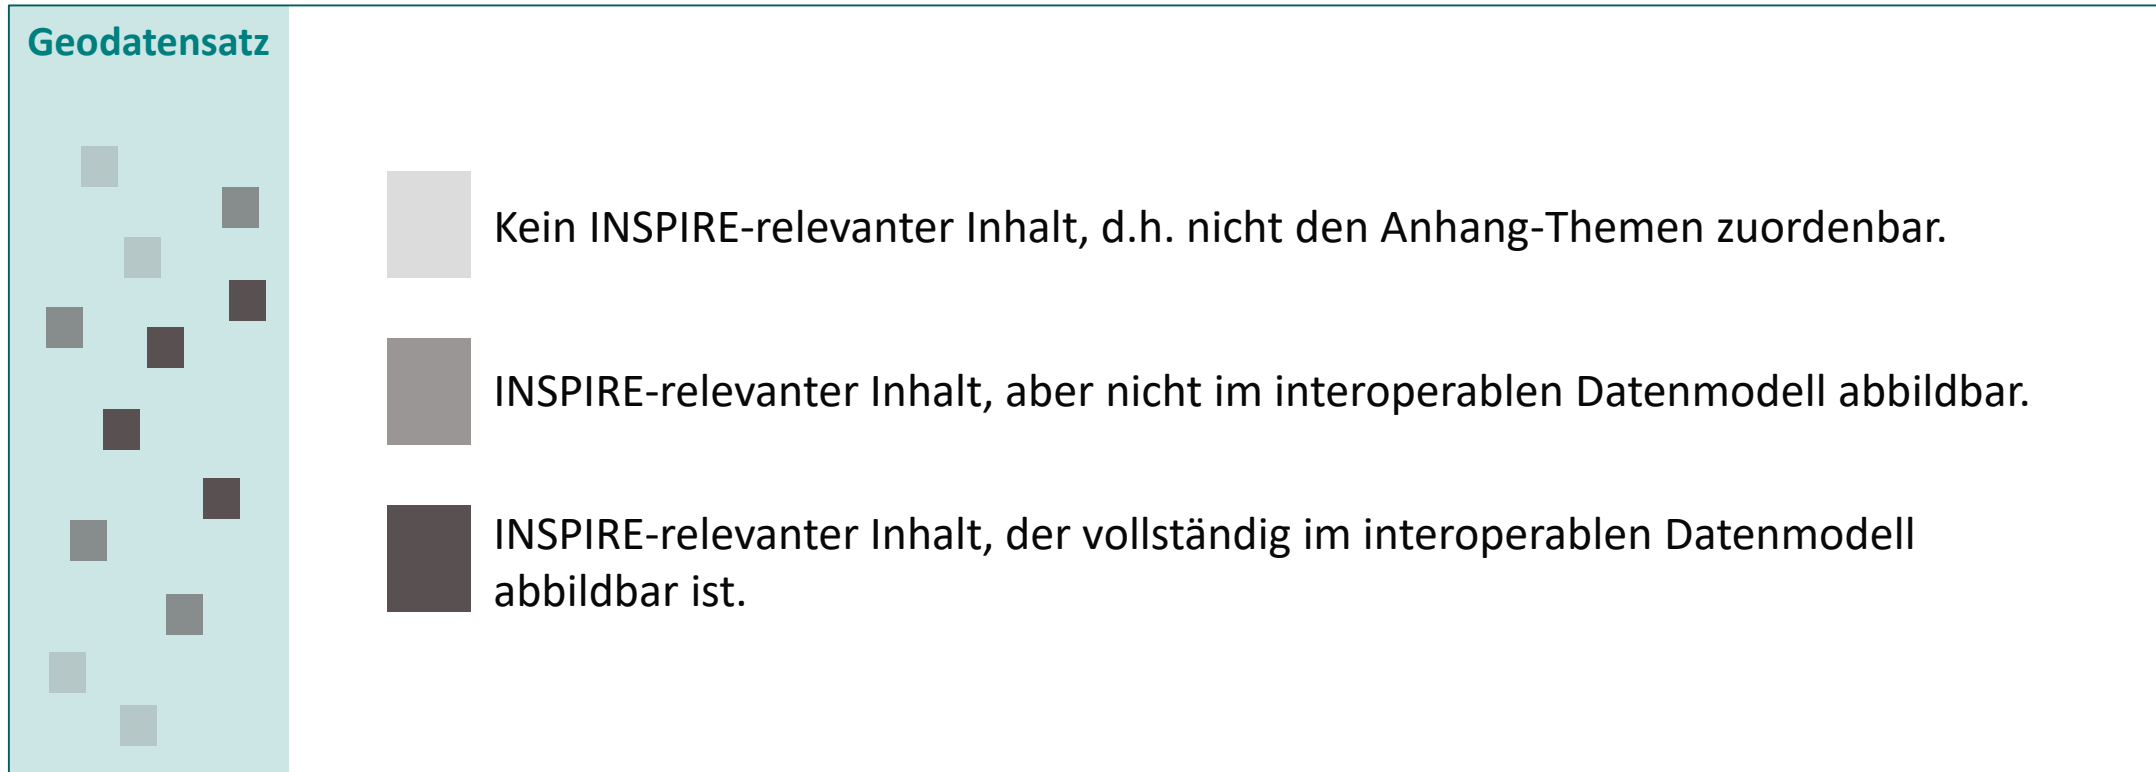 Geodatensatz
Kein INSPIRE-relevanter Inhalt, d.h. nicht den Anhang-Themen zuordenbar.
INSPIRE-relevanter Inhalt, aber nicht im interoperablen Datenmodell abbildbar.
INSPIRE-relevanter Inhalt, der vollständig im interoperablen Datenmodell
abbildbar ist.